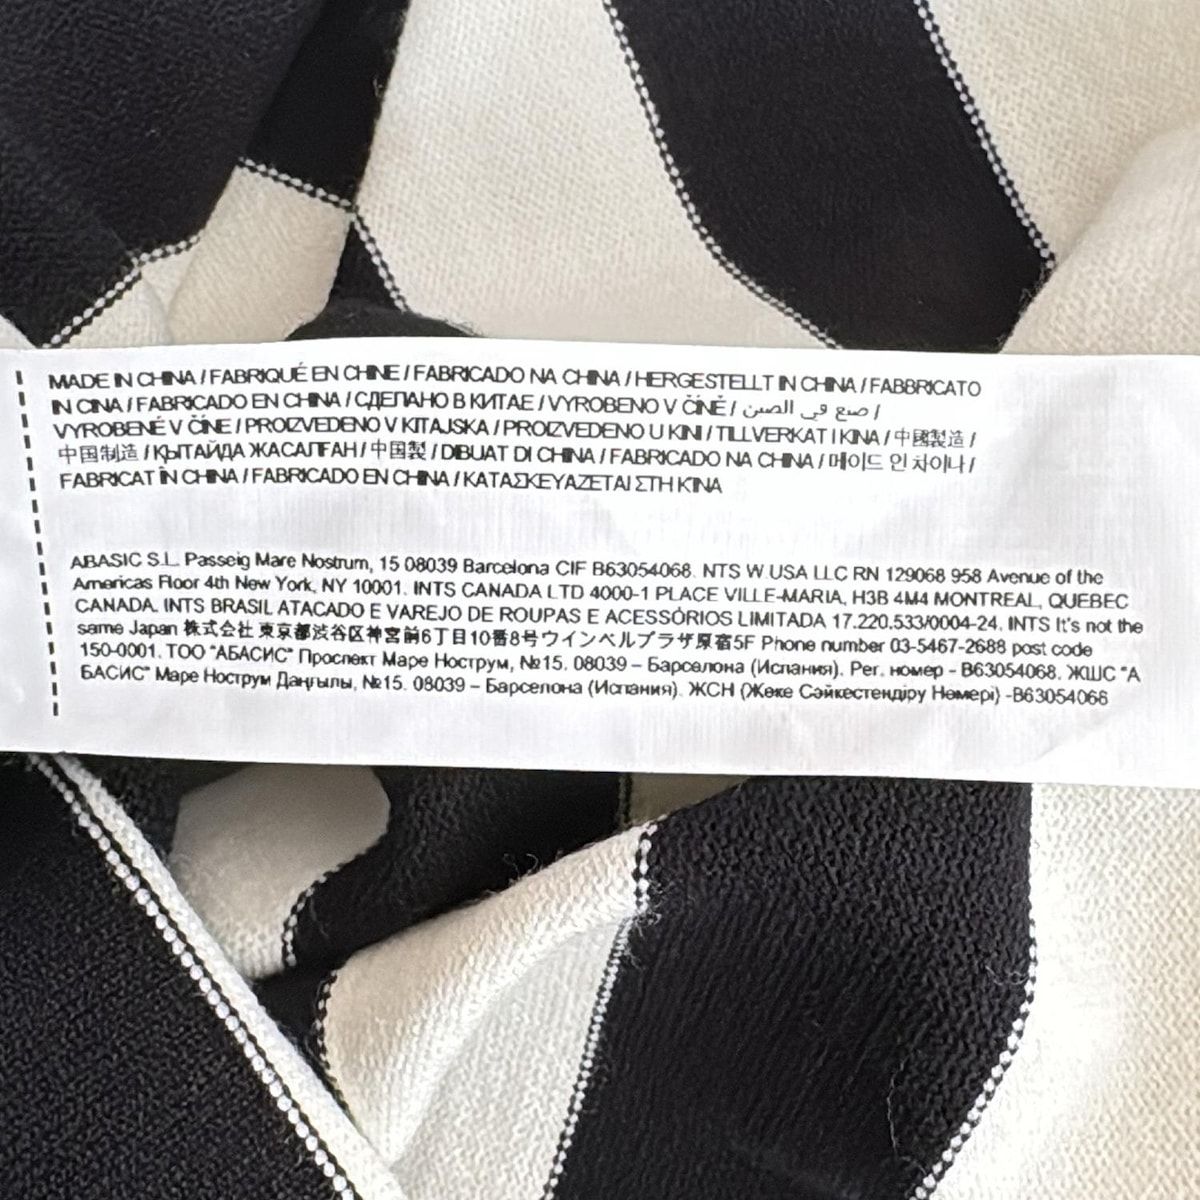 MADE IN CHINA / FABRIQUÉ EN CHINE / FABRICADO NA CHINA / HERGESTELLT IN CHINA / FABBRICATO
IN CINA / FABRICADO EN CHINA / СДЕЛАНО В КИТАЕ / VYROBENO V ČÍNĚ / صنع في الصين /
VYROBENÉ V ČÍNE / PROIZVEDENO V KITAJSKA / PROIZVEDENO U KINI / TILLVERKAT I KINA / 中國製造 /
中国制造 / ҚЫТАЙДА ЖАСАЛҒАН / 中国製 / DIBUAT DI CHINA / FABRICADO NA CHINA / 메이드 인 차이나 /
FABRICAT ÎN CHINA / FABRICADO EN CHINA / ΚΑΤΑΣΚΕΥΑΖΕΤΑΙ ΣΤΗ ΚΊΝΑ
ABASIC S.L. Passeig Mare Nostrum, 15 08039 Barcelona CIF B63054068. NTS W.USA LLC RN 129068 958 Avenue of the
Americas Floor 4th New York, NY 10001. INTS CANADA LTD 4000-1 PLACE VILLE-MARIA, H3B 4M4 MONTREAL, QUEBEC
CANADA. INTS BRASIL ATACADO E VAREJO DE ROUPAS E ACESSÓRIOS LIMITADA 17.220.533/0004-24. INTS It's not the
same Japan 株式会社 東京都渋谷区神宮前6丁目10番8号ウインベルプラザ原宿5F Phone number 03-5467-2688 post code
150-0001. ТОО "АБАСИС" Проспект Маре Нострум, №15. 08039 – Барселона (Испания). Рег. номер - B63054068. ЖШС "А
БАСИС" Маре Нострум Даңғылы, №15. 08039 – Барселона (Испания). ЖСН (Жеке Сәйкестендіру Нөмері) -B63054068